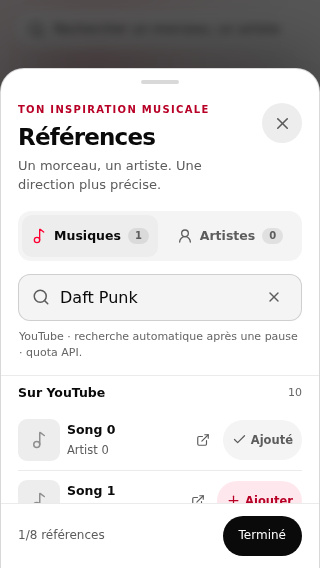 TON INSPIRATION MUSICALE
Références
Un morceau, un artiste. Une
direction plus précise.
Musiques 1 Artistes 0
Daft Punk
YouTube · recherche automatique après une pause
· quota API.
Sur YouTube 10
Song 0
Artist 0
Ajouté
Song 1
Ajouter
1/8 références
Terminé